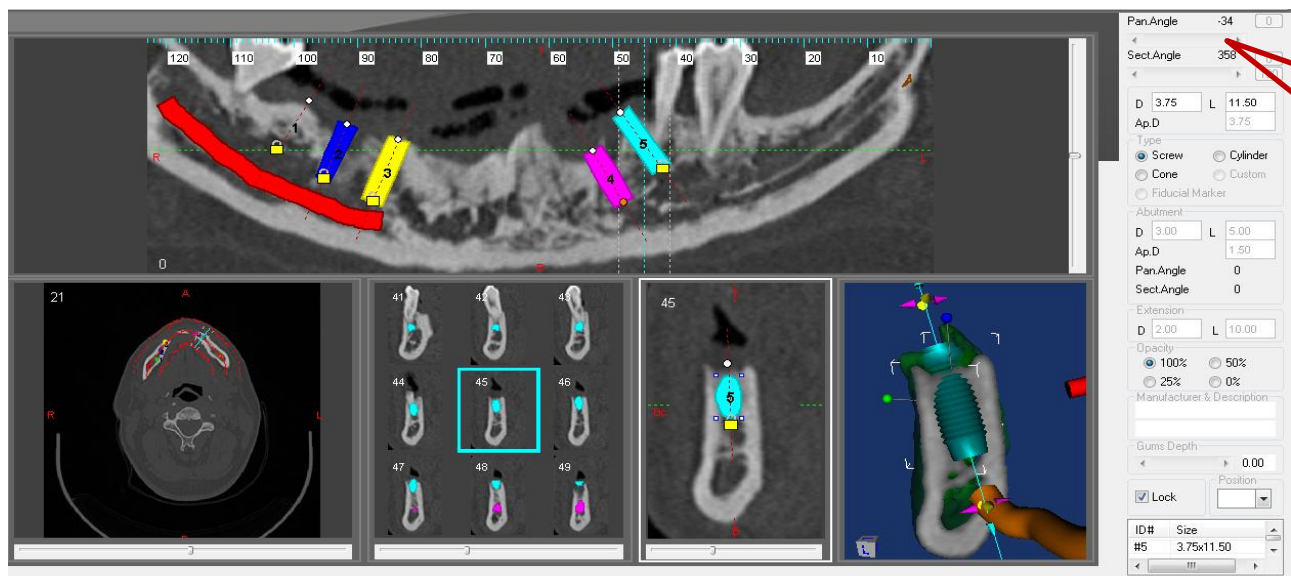 120 110 100 90 80 70 60 50 40 30 20 10
A
1
2
3
4
5
R L
0
21
A
R L
41 42 43
44 45 46
47 48 49
45
5
L
Pan.Angle -34 0
Sect.Angle 358
D 3.75 L 11.50
Ap.D 3.75
Type
Screw Cylinder
Cone Custom
Fiducial Marker
Abutment
D 3.00 L 5.00
Ap.D 1.50
Pan.Angle 0
Sect.Angle 0
Extension
D 2.00 L 10.00
Opacity
100% 50%
25% 0%
Manufacturer & Description
Gums Depth
0.00
Lock Position
ID# Size
#5 3.75x11.50